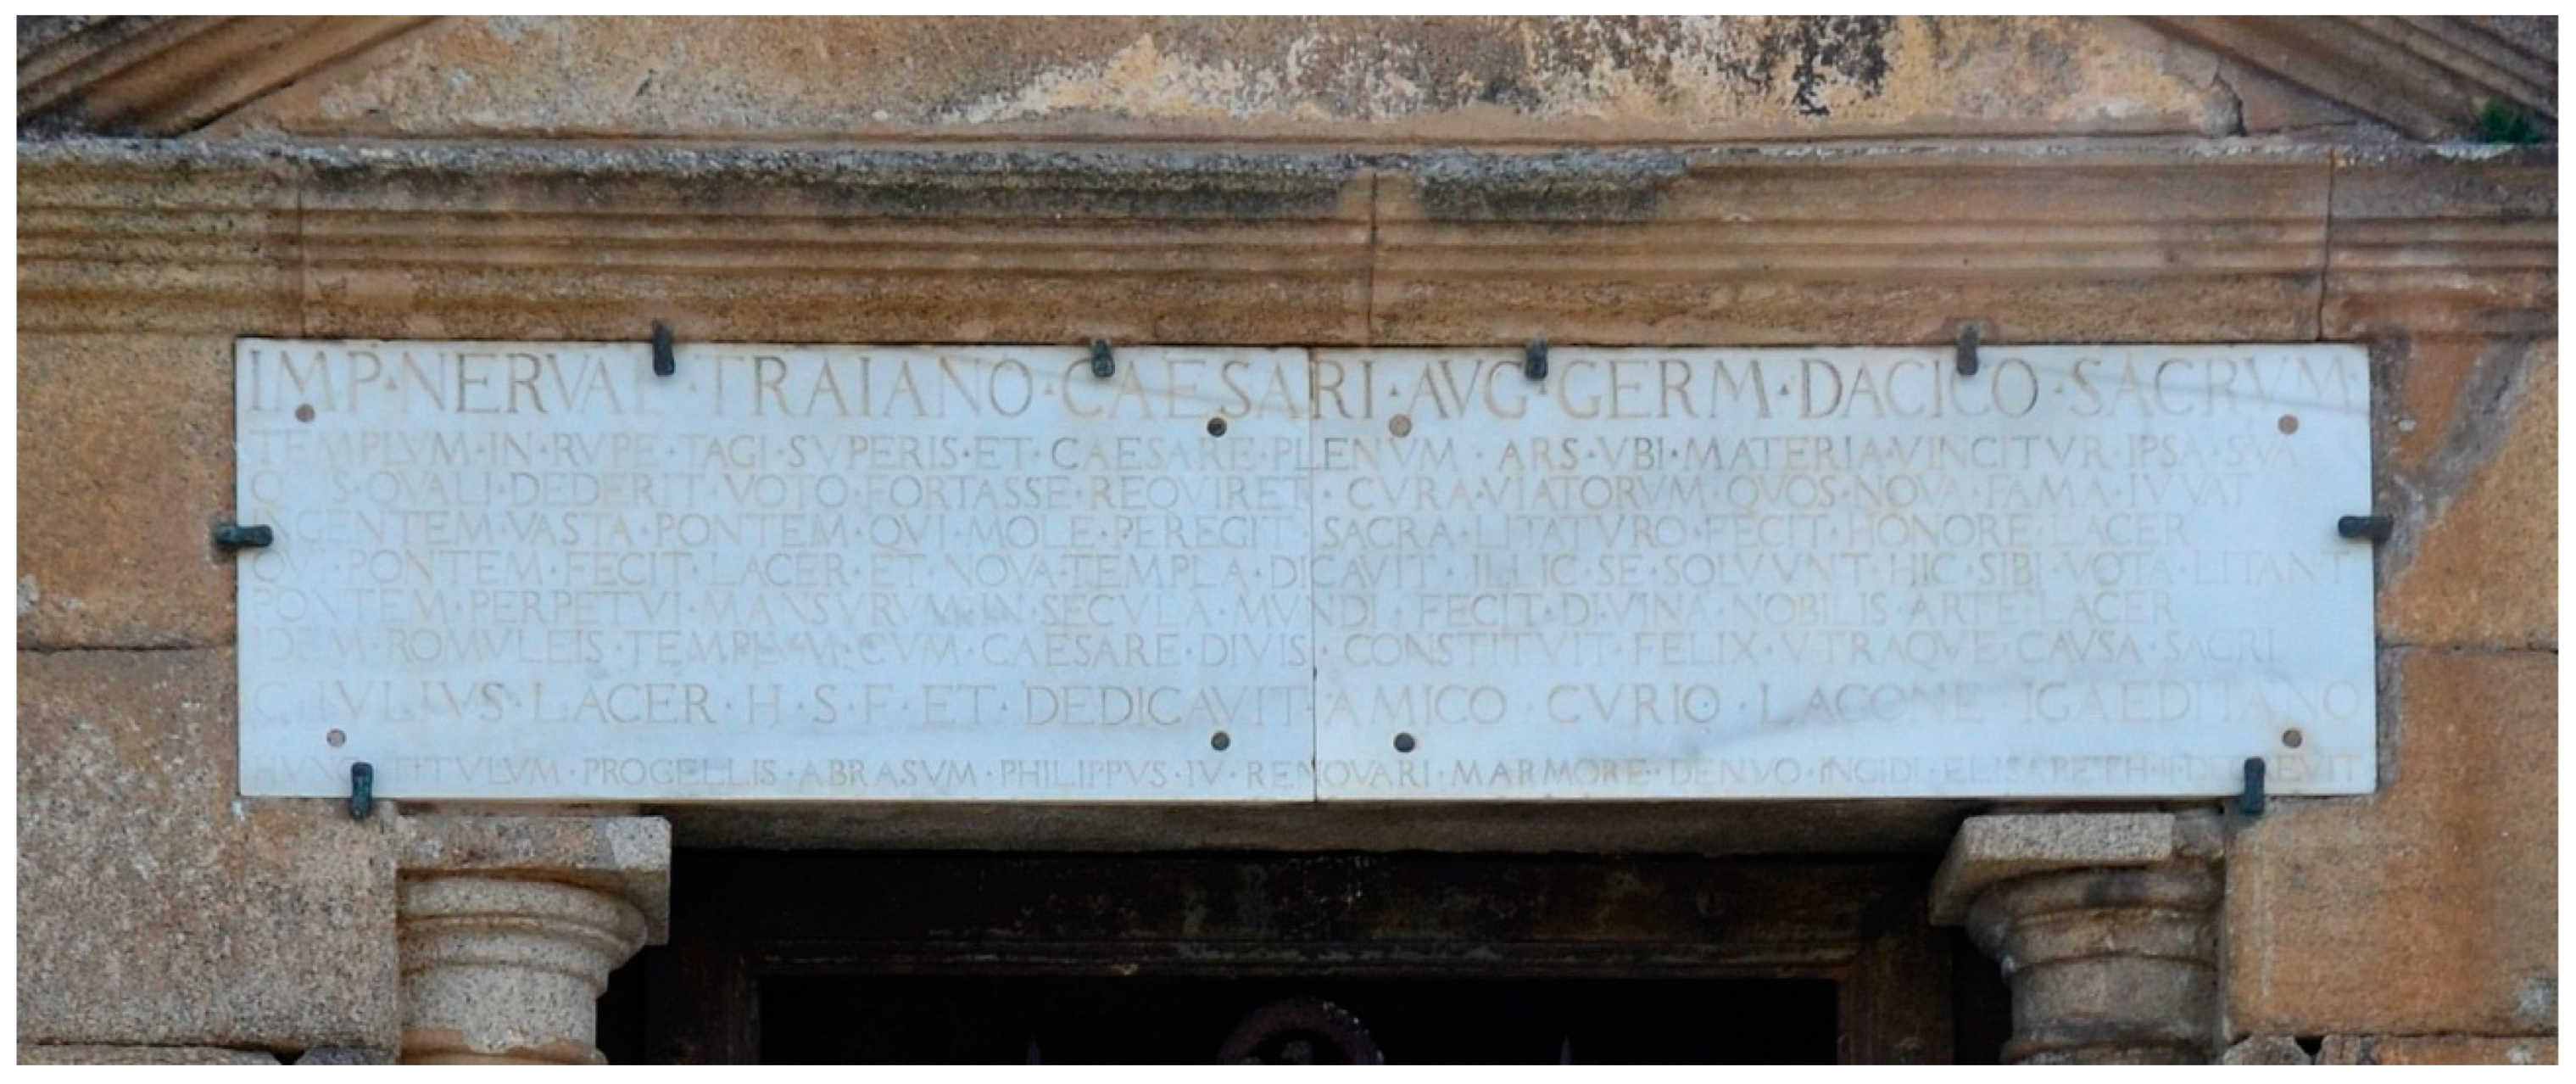 IMP·NERVAE·TRAIANO·CAESARI·AVG·GERM·DACICO·SACRVM·
TEMPLVM·IN·RVPE·TAGI·SVPERIS·ET·CAESARE·PLENVM·ARS·VBI·MATERIA·VINCITVR·IPSA·SVA
QVIS·QVALI·DEDERIT·VOTO·FORTASSE·REQVIRET·CVRA·VIATORVM·QVOS·NOVA·FAMA·IVVAT
INGENTEM·VASTA·PONTEM·QVI·MOLE·PEREGIT·SACRA·LITATVRO·FECIT·HONORE·LACER
QVI·PONTEM·FECIT·LACER·ET·NOVA·TEMPLA·DICAVIT·ILLIC·SE·SOLVVNT·HIC·SIBI·VOTA·LITANT
PONTEM·PERPETVI·MANSVRVM·IN·SECVLA·MVNDI·FECIT·DIVINA·NOBILIS·ARTE·LACER
IDEM·ROMVLEIS·TEMPLVM·CVM·CAESARE·DIVIS·CONSTITVIT·FELIX·VTRAQVE·CAVSA·SACRI
C·IVLIVS·LACER·H·S·F·ET·DEDICAVIT·AMICO·CVRIO·LACONE·IGAEDITANO
HVNC·TITVLVM·PROCELLIS·ABRASVM·PHILIPPVS·IV·RENOVARI·MARMORE·DENVO·INCIDI·ELISABETH·II·